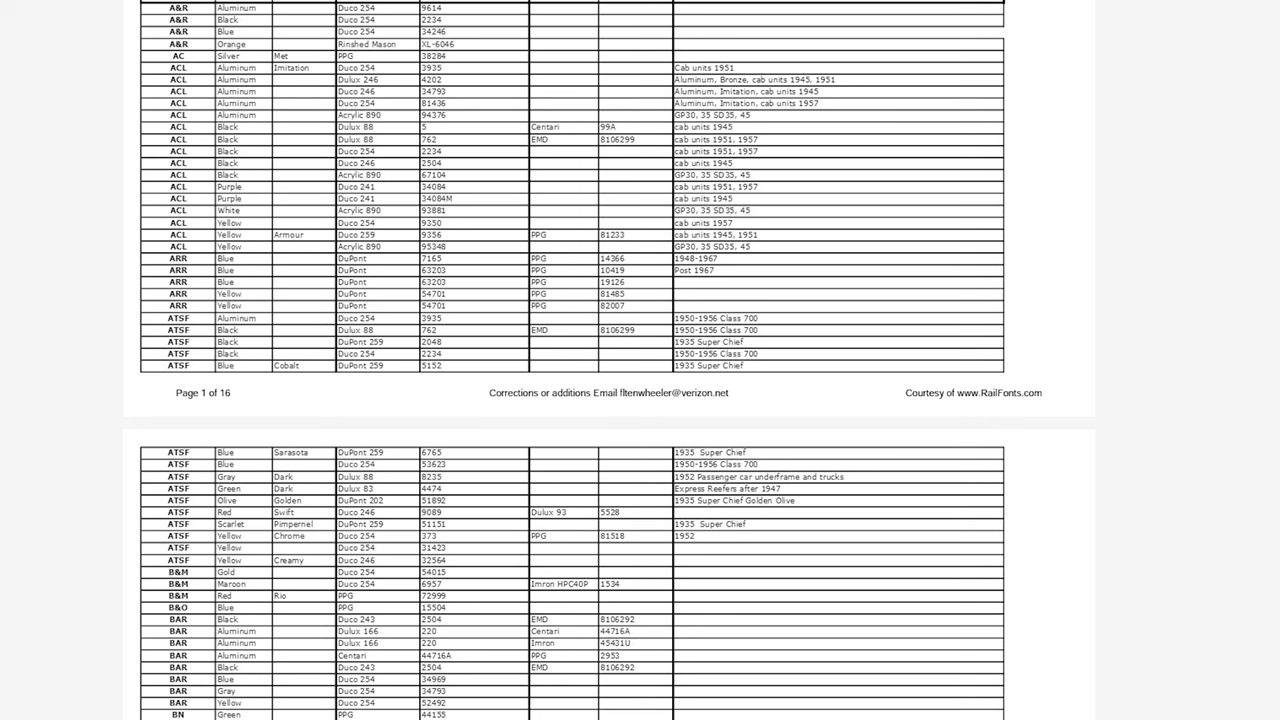 A&R Aluminum Duco 254 9614
A&R Black Duco 254 2234
A&R Blue Duco 254 34246
A&R Orange Rinshed Mason XL-6046
AC Silver Met PPG 38284
ACL Aluminum Imitation Duco 254 3935 Cab units 1951
ACL Aluminum Dulux 246 4202 Aluminum, Bronze, cab units 1945, 1951
ACL Aluminum Duco 246 34793 Aluminum, Imitation, cab units 1945
ACL Aluminum Duco 254 81436 Aluminum, Imitation, cab units 1957
ACL Aluminum Acrylic 890 94376 GP30, 35 SD35, 45
ACL Black Dulux 88 5 Centari 99A cab units 1945
ACL Black Dulux 88 762 EMD 8106299 cab units 1951, 1957
ACL Black Duco 254 2234 cab units 1951, 1957
ACL Black Duco 246 2504 cab units 1945
ACL Black Acrylic 890 67104 GP30, 35 SD35, 45
ACL Purple Duco 241 34084 cab units 1951, 1957
ACL Purple Duco 241 34084M cab units 1945
ACL White Acrylic 890 93881 GP30, 35 SD35, 45
ACL Yellow Duco 254 9350 cab units 1957
ACL Yellow Armour Duco 259 9356 PPG 81233 cab units 1945, 1951
ACL Yellow Acrylic 890 95348 GP30, 35 SD35, 45
ARR Blue DuPont 7165 PPG 14366 1948-1967
ARR Blue DuPont 63203 PPG 10419 Post 1967
ARR Blue DuPont 63203 PPG 19126
ARR Yellow DuPont 54701 PPG 81485
ARR Yellow DuPont 54701 PPG 82007
ATSF Aluminum Duco 254 3935 1950-1956 Class 700
ATSF Black Dulux 88 762 EMD 8106299 1950-1956 Class 700
ATSF Black DuPont 259 2048 1935 Super Chief
ATSF Black Duco 254 2234 1950-1956 Class 700
ATSF Blue Cobalt DuPont 259 5152 1935 Super Chief
Page 1 of 16 Corrections or additions Email fltenwheeler@verizon.net Courtesy of www.RailFonts.com
ATSF Blue Sarasota DuPont 259 6765 1935 Super Chief
ATSF Blue Duco 254 53623 1950-1956 Class 700
ATSF Gray Dark Dulux 88 8235 1952 Passenger car underframe and trucks
ATSF Green Dark Dulux 83 4474 Express Reefers after 1947
ATSF Olive Golden DuPont 202 51892 1935 Super Chief Golden Olive
ATSF Red Swift Duco 246 9089 Dulux 93 5528
ATSF Scarlet Pimpernel DuPont 259 51151 1935 Super Chief
ATSF Yellow Chrome Duco 254 373 PPG 81518 1952
ATSF Yellow Duco 254 31423
ATSF Yellow Creamy Duco 246 32564
B&M Gold Duco 254 54015
B&M Maroon Duco 254 6957 Imron HPC40P 1534
B&M Red Rio PPG 72999
B&O Blue PPG 15504
BAR Black Duco 243 2504 EMD 8106292
BAR Aluminum Dulux 166 220 Centari 44716A
BAR Aluminum Dulux 166 220 Imron 45431U
BAR Aluminum Centari 44716A PPG 2953
BAR Black Duco 243 2504 EMD 8106292
BAR Blue Duco 254 34969
BAR Gray Duco 254 34793
BAR Yellow Duco 254 52492
BN Green PPG 44155